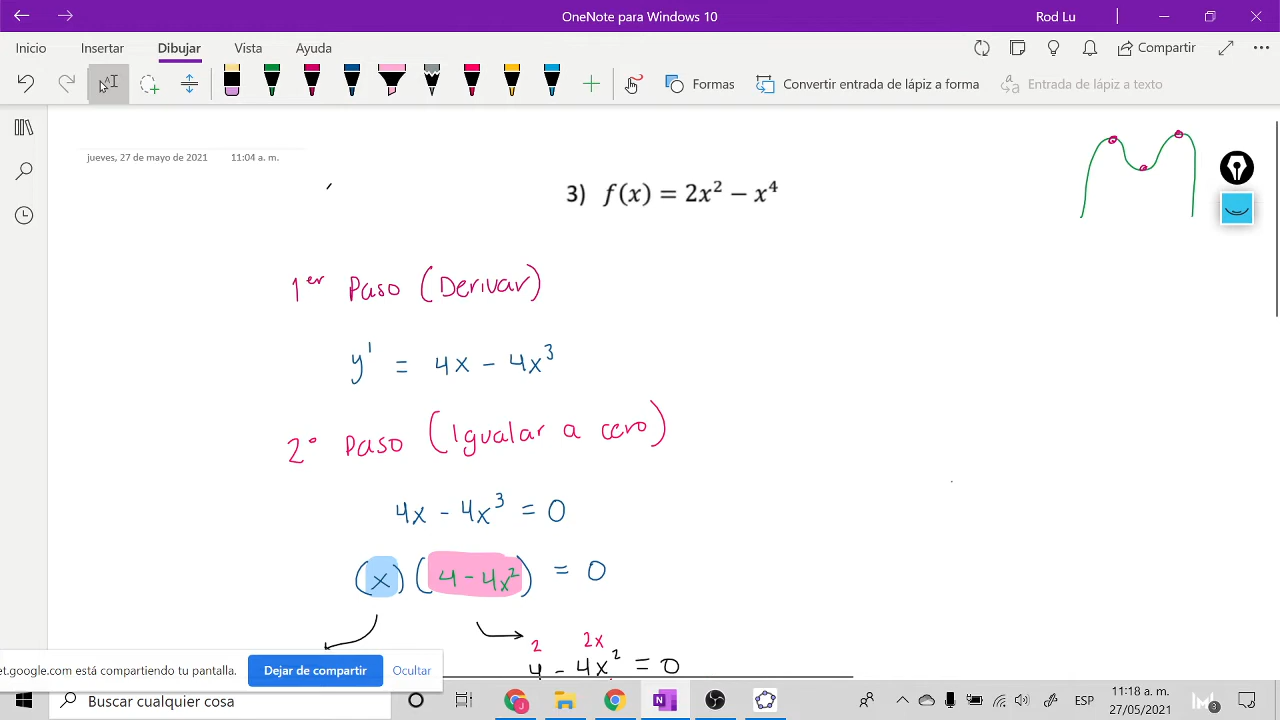 OneNote para Windows 10
Rod Lu
Inicio Insertar Dibujar Vista Ayuda
Compartir
Formas
Convertir entrada de lápiz a forma
Entrada de lápiz a texto
jueves, 27 de mayo de 2021 11:04 a. m.
3) f(x) = 2x² − x⁴
1er Paso (Derivar)
y' = 4x - 4x³
2° Paso (Igualar a cero)
4x - 4x³ = 0
(x)(4 - 4x²) = 0
2 2x
4 - 4x² = 0
et.google.com está compartiendo tu pantalla.
Dejar de compartir
Ocultar
Buscar cualquier cosa
11:18 a. m.
27/05/2021
3